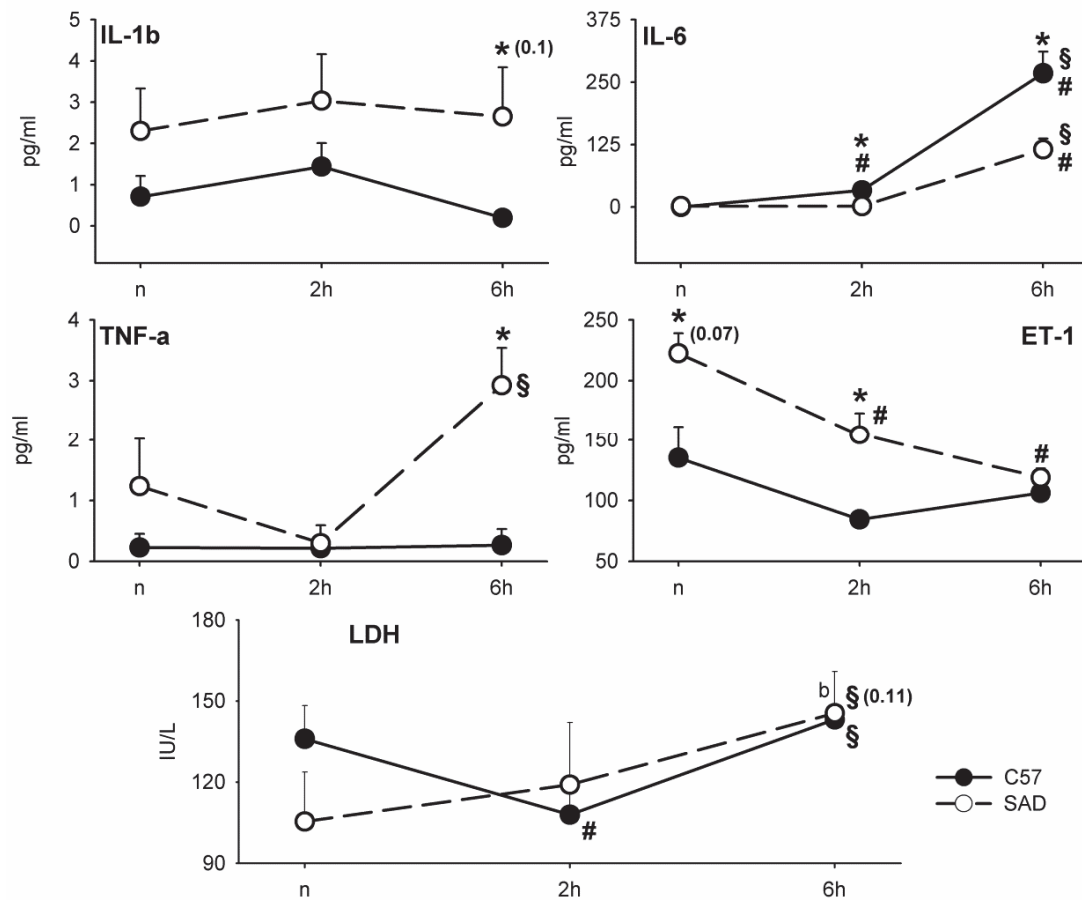 IL-1b
5
4
3
2
1
0
pg/ml
* (0.1)
n
2h
6h
IL-6
375
250
125
0
pg/ml
*
#
*
§
#
§
#
n
2h
6h
TNF-a
4
3
2
1
0
pg/ml
*
§
n
2h
6h
ET-1
250
200
150
100
50
pg/ml
*
(0.07)
*
#
#
n
2h
6h
LDH
180
150
120
90
IU/L
#
b
§ (0.11)
§
n
2h
6h
C57
SAD